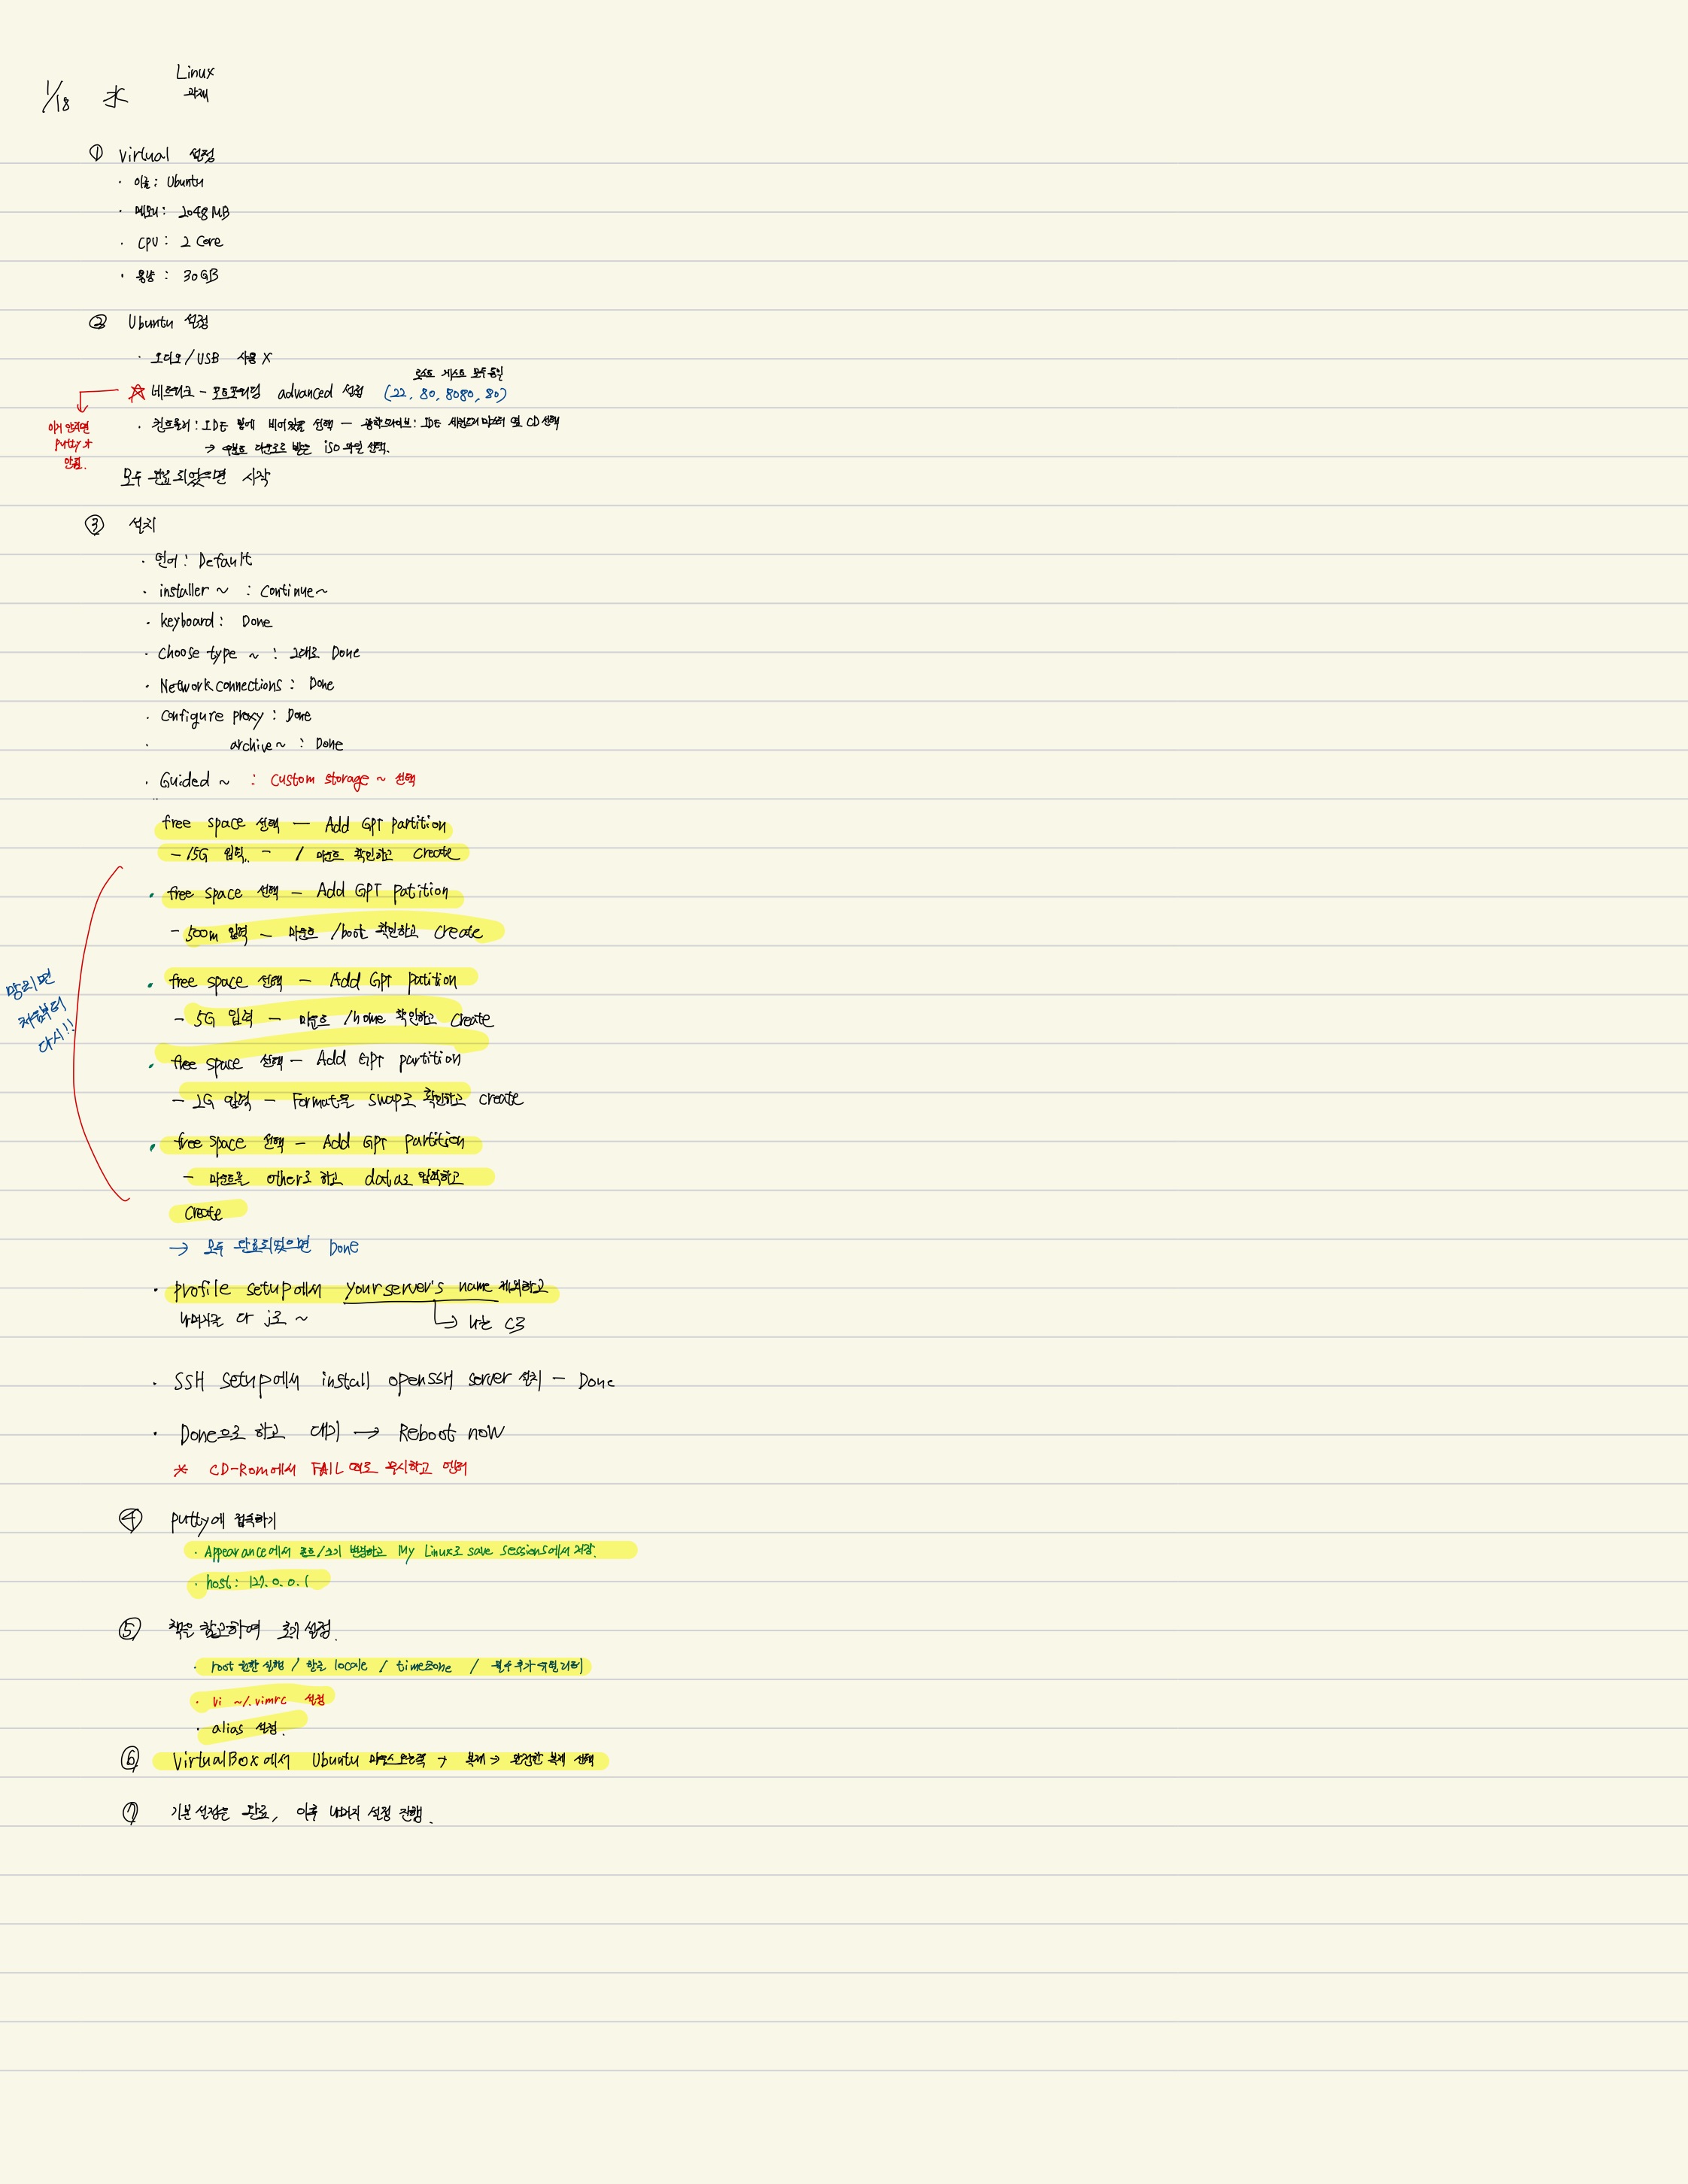 Linux
1/18 水 과제
① Virtual 설정
· 이름: Ubuntu
· 메모리: 2048MB
· CPU: 2 Core
· 용량: 30GB
② Ubuntu 설정
· 오디오/USB 사용 X
호스트 게스트 모두 동일
☆ 네트워크 - 포트포워딩 advanced 설정 (22, 80, 8080, 80)
이거 안하면
putty가
안됨.
· 컨트롤러: IDE 밑에 비어있음 선택 - 광학드라이브: IDE 세컨더리 마스터 옆 CD 선택
→ 다운로드 받은 iso 파일 선택.
모두 완료되었으면 시작
③ 설치
· 언어: Default
· installer ~ : Continue~
· keyboard: Done
· Choose type ~ : 그대로 Done
· Network connections: Done
· Configure proxy: Done
· archive~ : Done
· Guided ~ : Custom storage ~ 선택
free space 선택 — Add GPT partition
- 15G 입력 - / 마운트 확인하고 Create
· free space 선택 - Add GPT patition
- 500m 입력 - 마운트 /boot 확인하고 Create
· free space 선택 - Add GPT patition
- 5G 입력 - 마운트 /home 확인하고 Create
망치면
처음부터
다시!!
· free space 선택 - Add GPT partition
- 2G 입력 - Format을 swap로 확인하고 create
· free space 선택 - Add GPT partition
- 마운트를 other로 하고 data로 입력하고
Create
→ 모두 완료되었으면 Done
· profile setup에서 your server's name 제외하고
나머지는 다 j로 ~ ↳ 나는 C3
· SSH setup에서 install openSSH server 설치 - Done
· Done으로 하고 대기 → Reboot now
* CD-Rom에서 FAIL 여도 무시하고 엔터
④ putty에 접속하기
· Appearance에서 폰트/크기 변경하고 My Linux로 save sessions에서 저장.
· host: 127.0.0.1
⑤ 책을 참고하여 초기 설정.
· root 권한 실행 / 한글 locale / timezone / 필수 추가 유틸리티
· vi ~/.vimrc 설정
· alias 설정.
⑥ VirtualBox에서 Ubuntu 마우스 오른쪽 → 복제 → 완전한 복제 선택
⑦ 기본 설정은 완료, 이후 나머지 설정 진행.